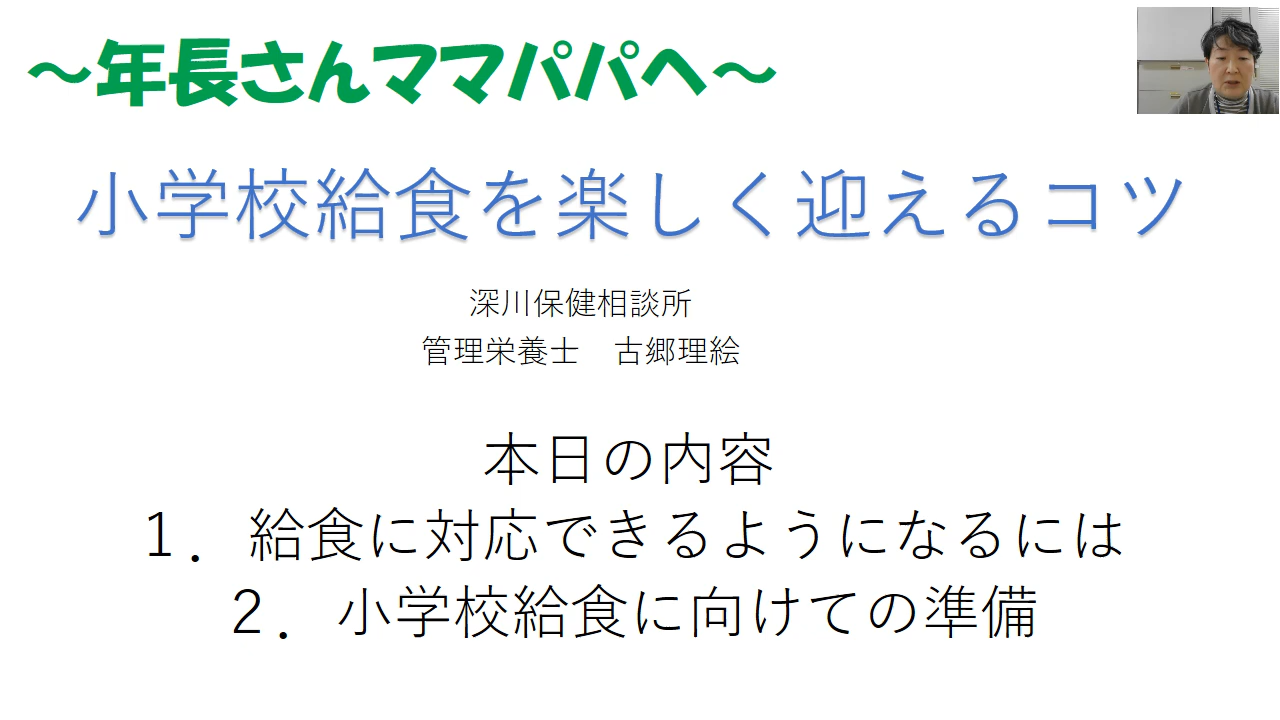 ～年長さんママパパへ～
小学校給食を楽しく迎えるコツ
深川保健相談所
管理栄養士　古郷理絵
本日の内容
１．給食に対応できるようになるには
２．小学校給食に向けての準備